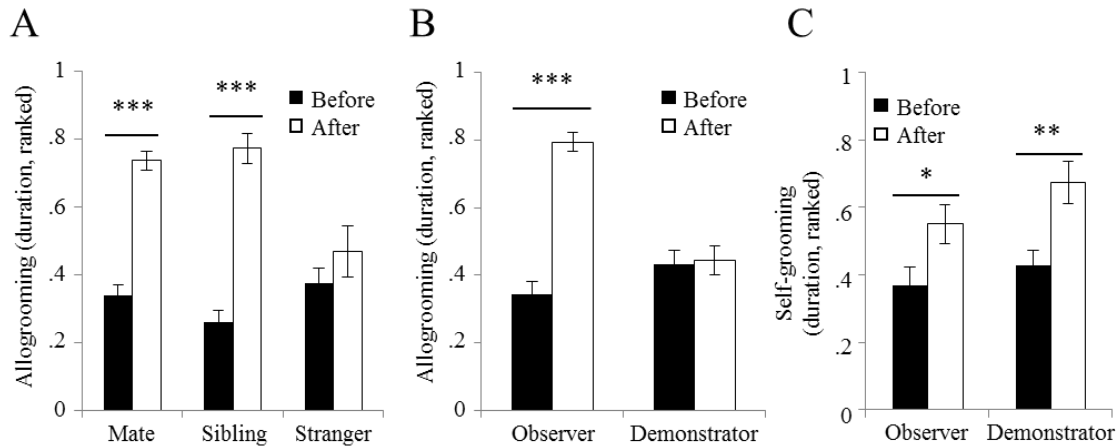 A
Allogrooming (duration, ranked)
1
.8
.6
.4
.2
0
***
***
Before
After
Mate Sibling Stranger
B
Allogrooming (duration, ranked)
1
.8
.6
.4
.2
0
***
Before
After
Observer Demonstrator
C
Self-grooming
(duration, ranked)
1
.8
.6
.4
.2
0
Before
After
*
**
Observer Demonstrator